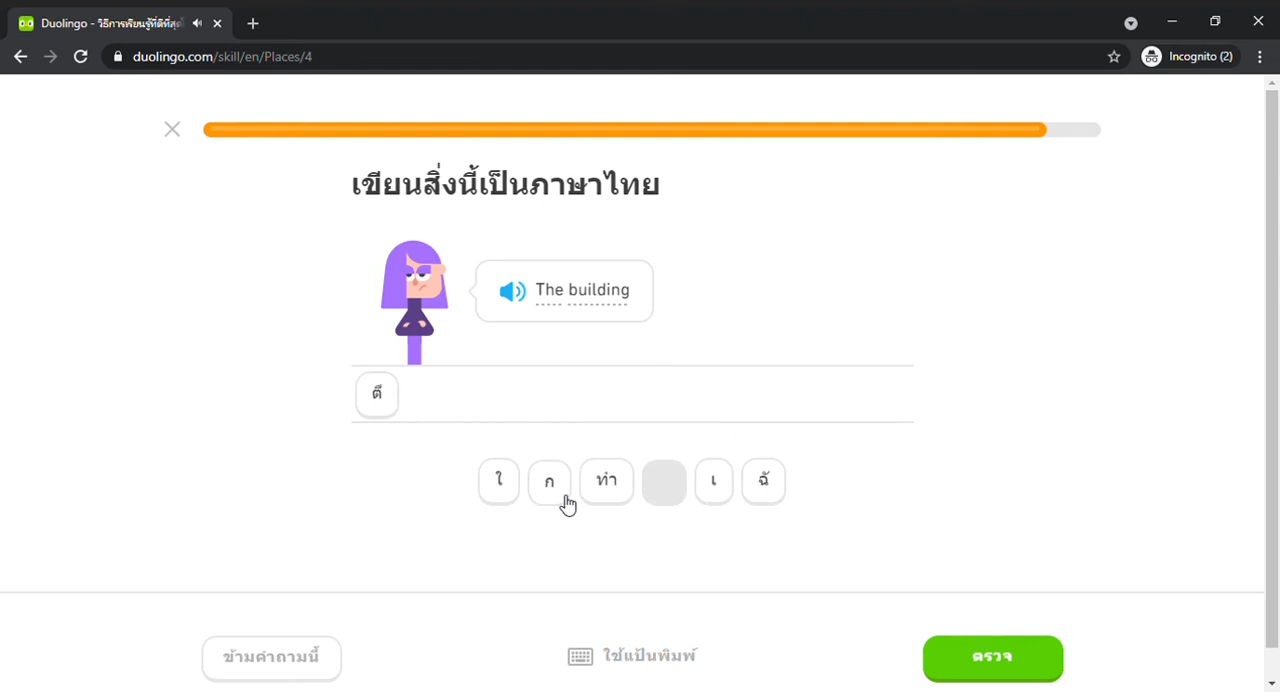 Duolingo - วิธีการเรียนรู้ที่ดีที่สุด
duolingo.com/skill/en/Places/4
Incognito (2)
เขียนสิ่งนี้เป็นภาษาไทย
The building
ตึ
ใ ก ทำ เ ฉั
ข้ามคำถามนี้
ใช้แป้นพิมพ์
ตรวจ